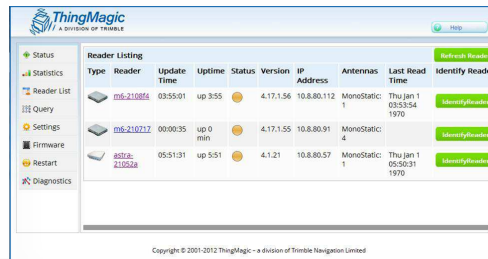 ThingMagic
A DIVISION OF TRIMBLE
Help
Status
Statistics
Reader List
Query
Settings
Firmware
Restart
Diagnostics
Reader Listing
Refresh Reade
Type Reader Update Time Uptime Status Version IP Address Antennas Last Read Time Identify Reade
m6-2108f4 03:55:01 up 3:55 4.17.1.56 10.8.80.112 MonoStatic: 1 Thu Jan 1 03:53:54 1970 IdentifyReader
m6-210717 00:00:35 up 0 min 4.17.1.55 10.8.80.91 MonoStatic: 4 IdentifyReader
astra-21052a 05:51:31 up 5:51 4.1.21 10.8.80.57 MonoStatic: 1 Thu Jan 1 05:50:31 1970 IdentifyReader
Copyright © 2001-2012 ThingMagic – a division of Trimble Navigation Limited